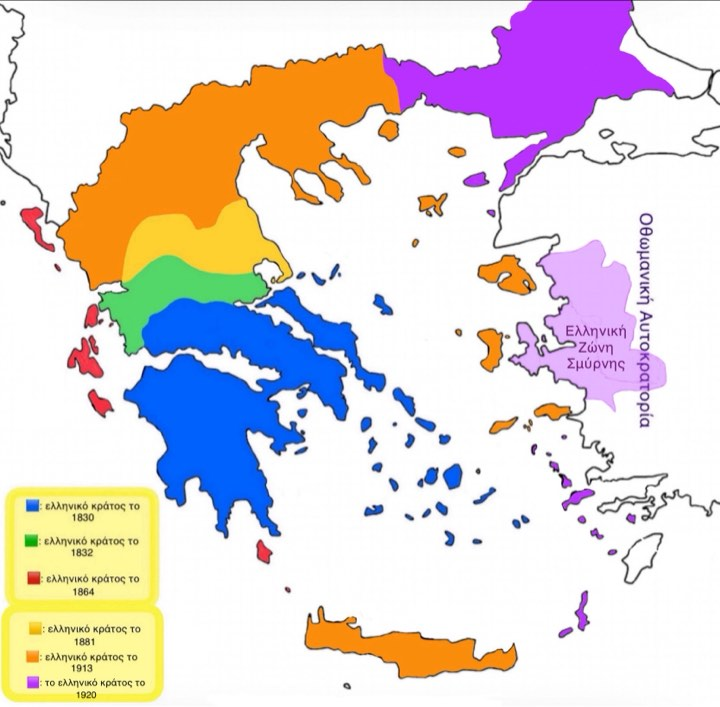 Οθωμανική Αυτοκρατορία
Ελληνική
Ζώνη
Σμύρνης
: ελληνικό κράτος το
1830
: ελληνικό κράτος το
1832
: ελληνικό κράτος το
1864
: ελληνικό κράτος το
1881
: ελληνικό κράτος το
1913
: το ελληνικό κράτος το
1920